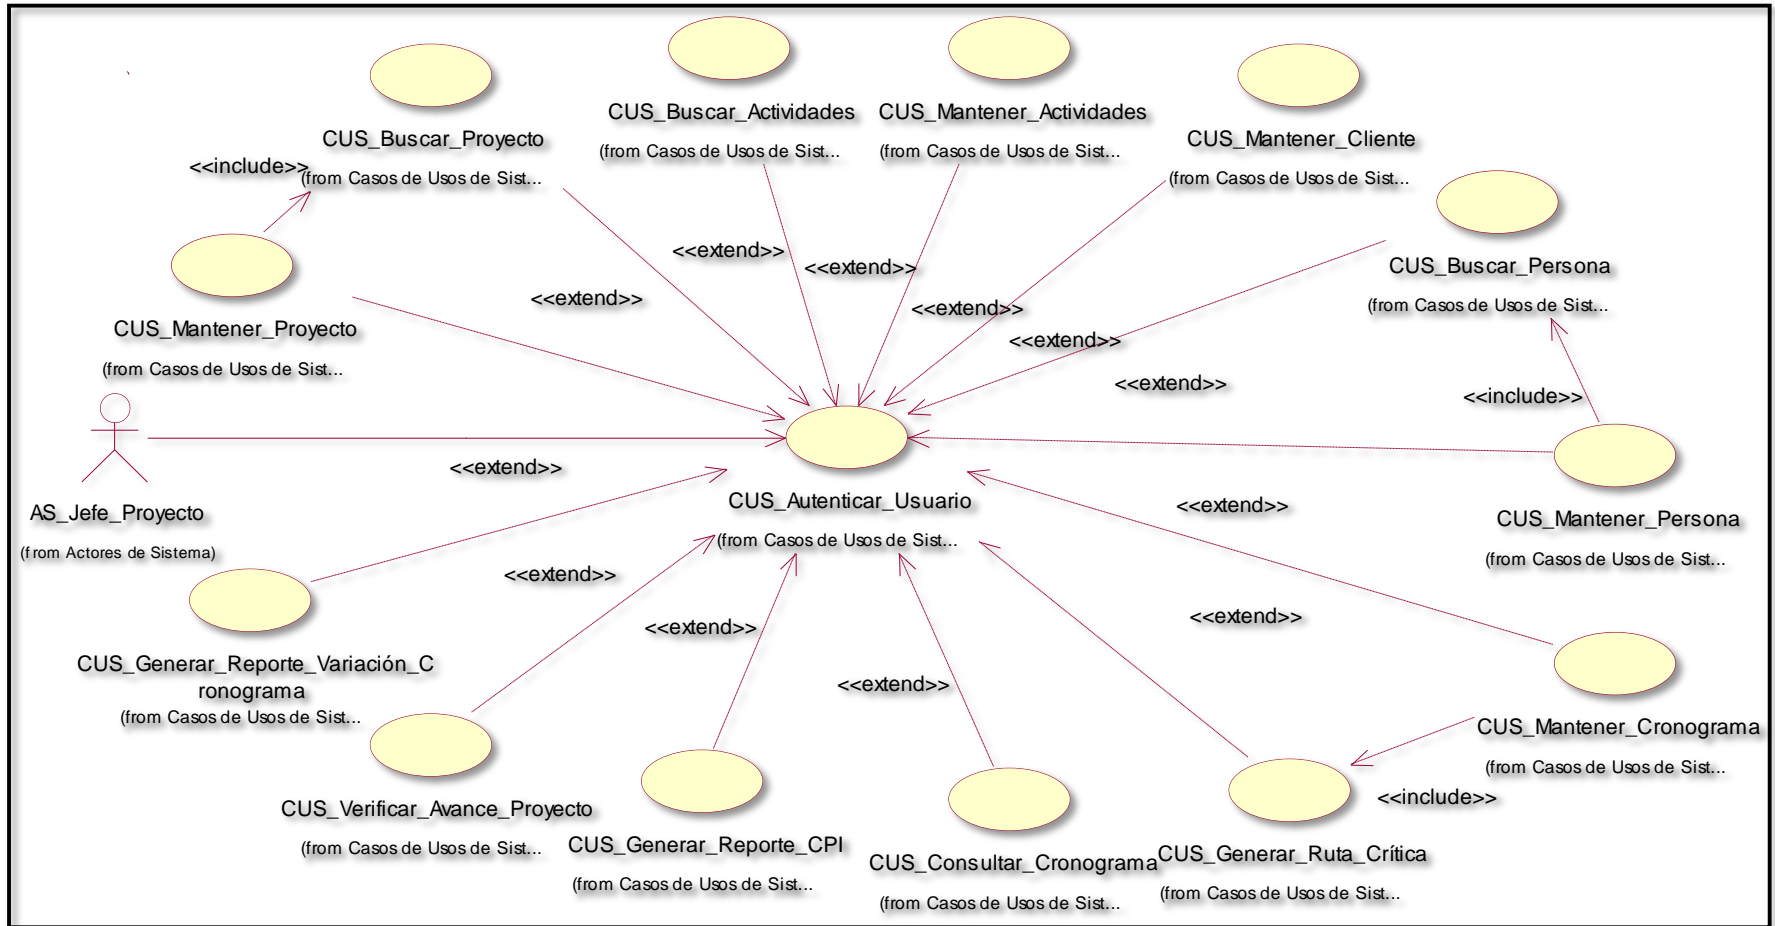 CUS_Buscar_Proyecto
(from Casos de Usos de Sist...
CUS_Buscar_Actividades
(from Casos de Usos de Sist...
CUS_Mantener_Actividades
(from Casos de Usos de Sist...
CUS_Mantener_Cliente
(from Casos de Usos de Sist...
<<include>>
CUS_Buscar_Persona
(from Casos de Usos de Sist...
CUS_Mantener_Proyecto
(from Casos de Usos de Sist...
<<extend>>
<<extend>>
<<extend>>
<<extend>>
<<extend>>
<<extend>>
<<include>>
AS_Jefe_Proyecto
(from Actores de Sistema)
<<extend>>
CUS_Autenticar_Usuario
(from Casos de Usos de Sist...
<<extend>>
CUS_Mantener_Persona
(from Casos de Usos de Sist...
<<extend>>
<<extend>>
<<extend>>
<<extend>>
CUS_Generar_Reporte_Variación_C
ronograma
(from Casos de Usos de Sist...
CUS_Mantener_Cronograma
(from Casos de Usos de Sist...
<<include>>
CUS_Verificar_Avance_Proyecto
(from Casos de Usos de Sist...
CUS_Generar_Reporte_CPI
(from Casos de Usos de Sist...
CUS_Consultar_Cronograma
(from Casos de Usos de Sist...
CUS_Generar_Ruta_Crítica
(from Casos de Usos de Sist...